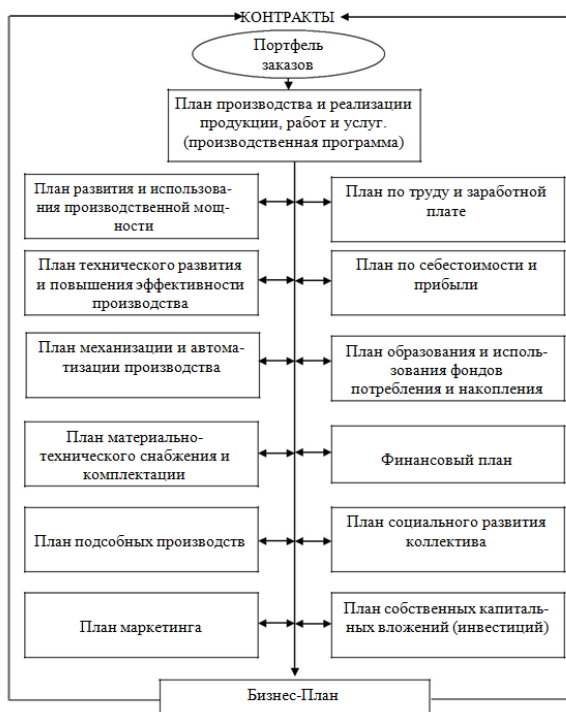 КОНТРАКТЫ
Портфель
заказов
План производства и реализации
продукции, работ и услуг.
(производственная программа)
План развития и использова-
ния производственной мощ-
ности
План по труду и заработной
плате
План технического развития
и повышения эффективности
производства
План по себестоимости и
прибыли
План механизации и автома-
тизации производства
План образования и исполь-
зования фондов
потребления и накопления
План материально-
технического снабжения и
комплектации
Финансовый план
План подсобных производств
План социального развития
коллектива
План маркетинга
План собственных капиталь-
ных вложений (инвестиций)
Бизнес-План